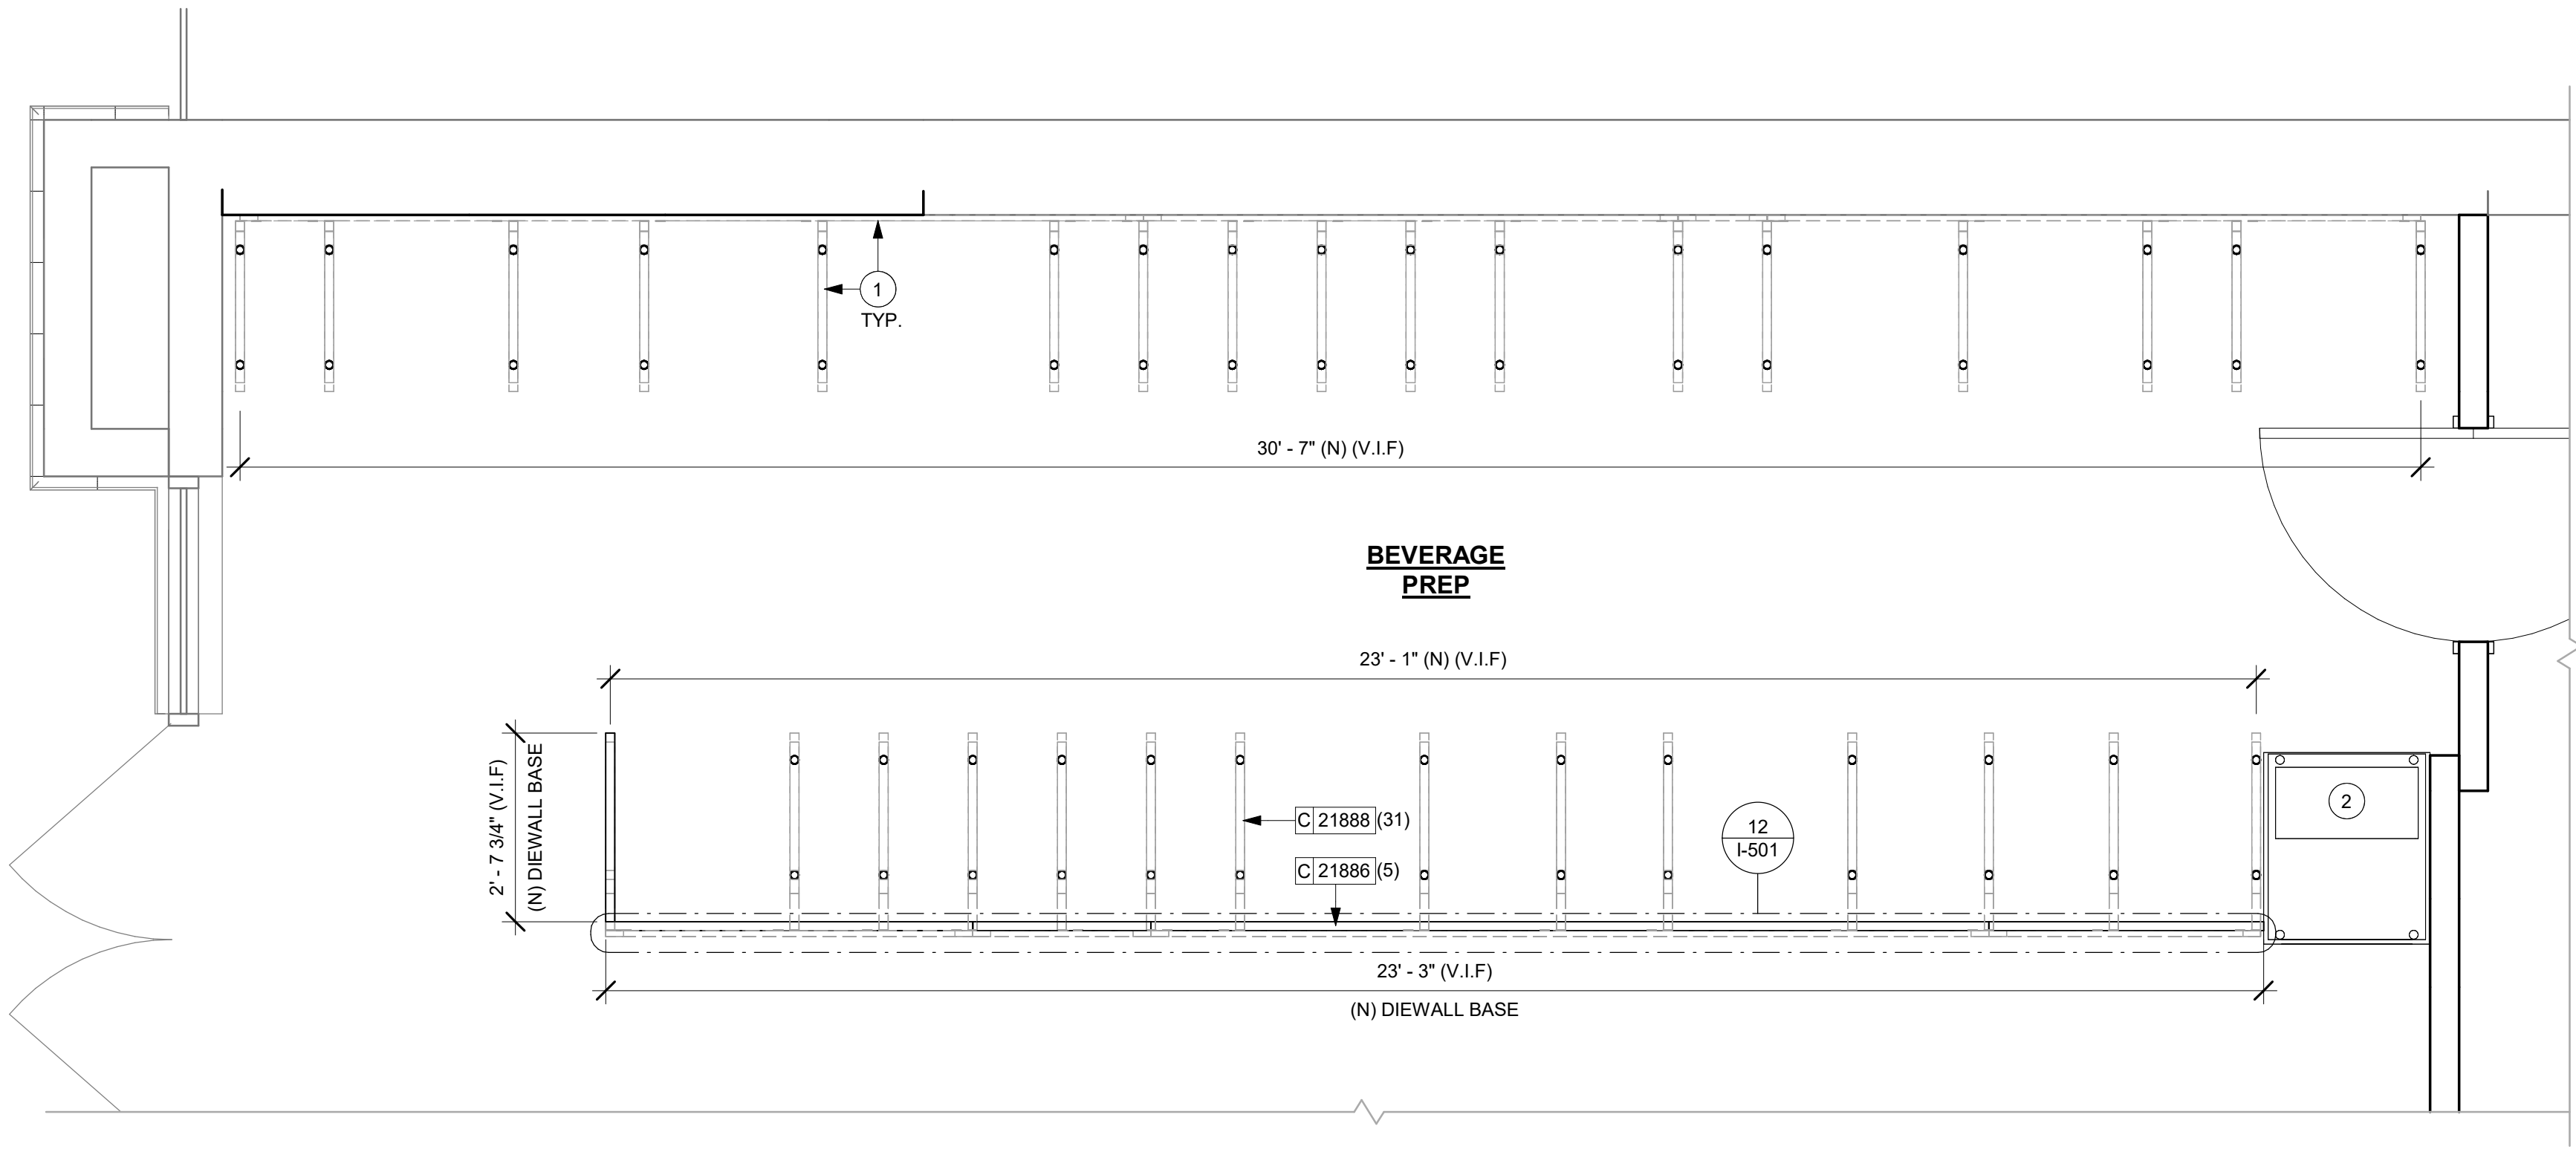 1
TYP.
30' - 7" (N) (V.I.F)
BEVERAGE
PREP
23' - 1" (N) (V.I.F)
2' - 7 3/4" (V.I.F)
(N) DIEWALL BASE
C 21888 (31)
C 21886 (5)
12
I-501
2
23' - 3" (V.I.F)
(N) DIEWALL BASE